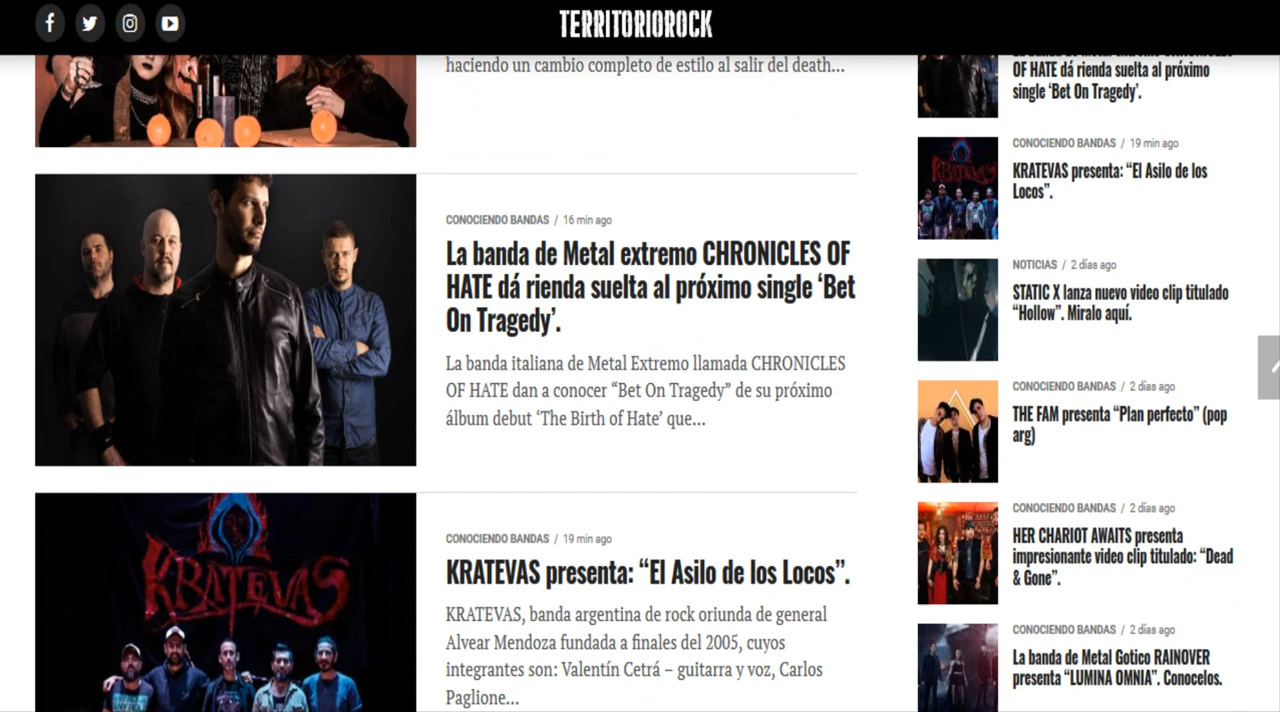 TERRITORIOROCK
haciendo un cambio completo de estilo al salir del death...
CONOCIENDO BANDAS / 16 min ago
La banda de Metal extremo CHRONICLES OF
HATE dá rienda suelta al próximo single ‘Bet
On Tragedy’.
La banda italiana de Metal Extremo llamada CHRONICLES
OF HATE dan a conocer “Bet On Tragedy” de su próximo
álbum debut ‘The Birth of Hate’ que...
KRATEVAS
CONOCIENDO BANDAS / 19 min ago
KRATEVAS presenta: “El Asilo de los Locos”.
KRATEVAS, banda argentina de rock oriunda de general
Alvear Mendoza fundada a finales del 2005, cuyos
integrantes son: Valentín Cetrá – guitarra y voz, Carlos
Paglione...
OF HATE dá rienda suelta al próximo
single ‘Bet On Tragedy’.
KRATEVAS
CONOCIENDO BANDAS / 19 min ago
KRATEVAS presenta: “El Asilo de los
Locos”.
NOTICIAS / 2 días ago
STATIC X lanza nuevo video clip titulado
“Hollow”. Miralo aquí.
CONOCIENDO BANDAS / 2 días ago
THE FAM presenta “Plan perfecto” (pop
arg)
CONOCIENDO BANDAS / 2 días ago
HER CHARIOT AWAITS presenta
impresionante video clip titulado: “Dead
& Gone”.
CONOCIENDO BANDAS / 2 días ago
La banda de Metal Gotico RAINOVER
presenta “LUMINA OMNIA”. Conocelos.